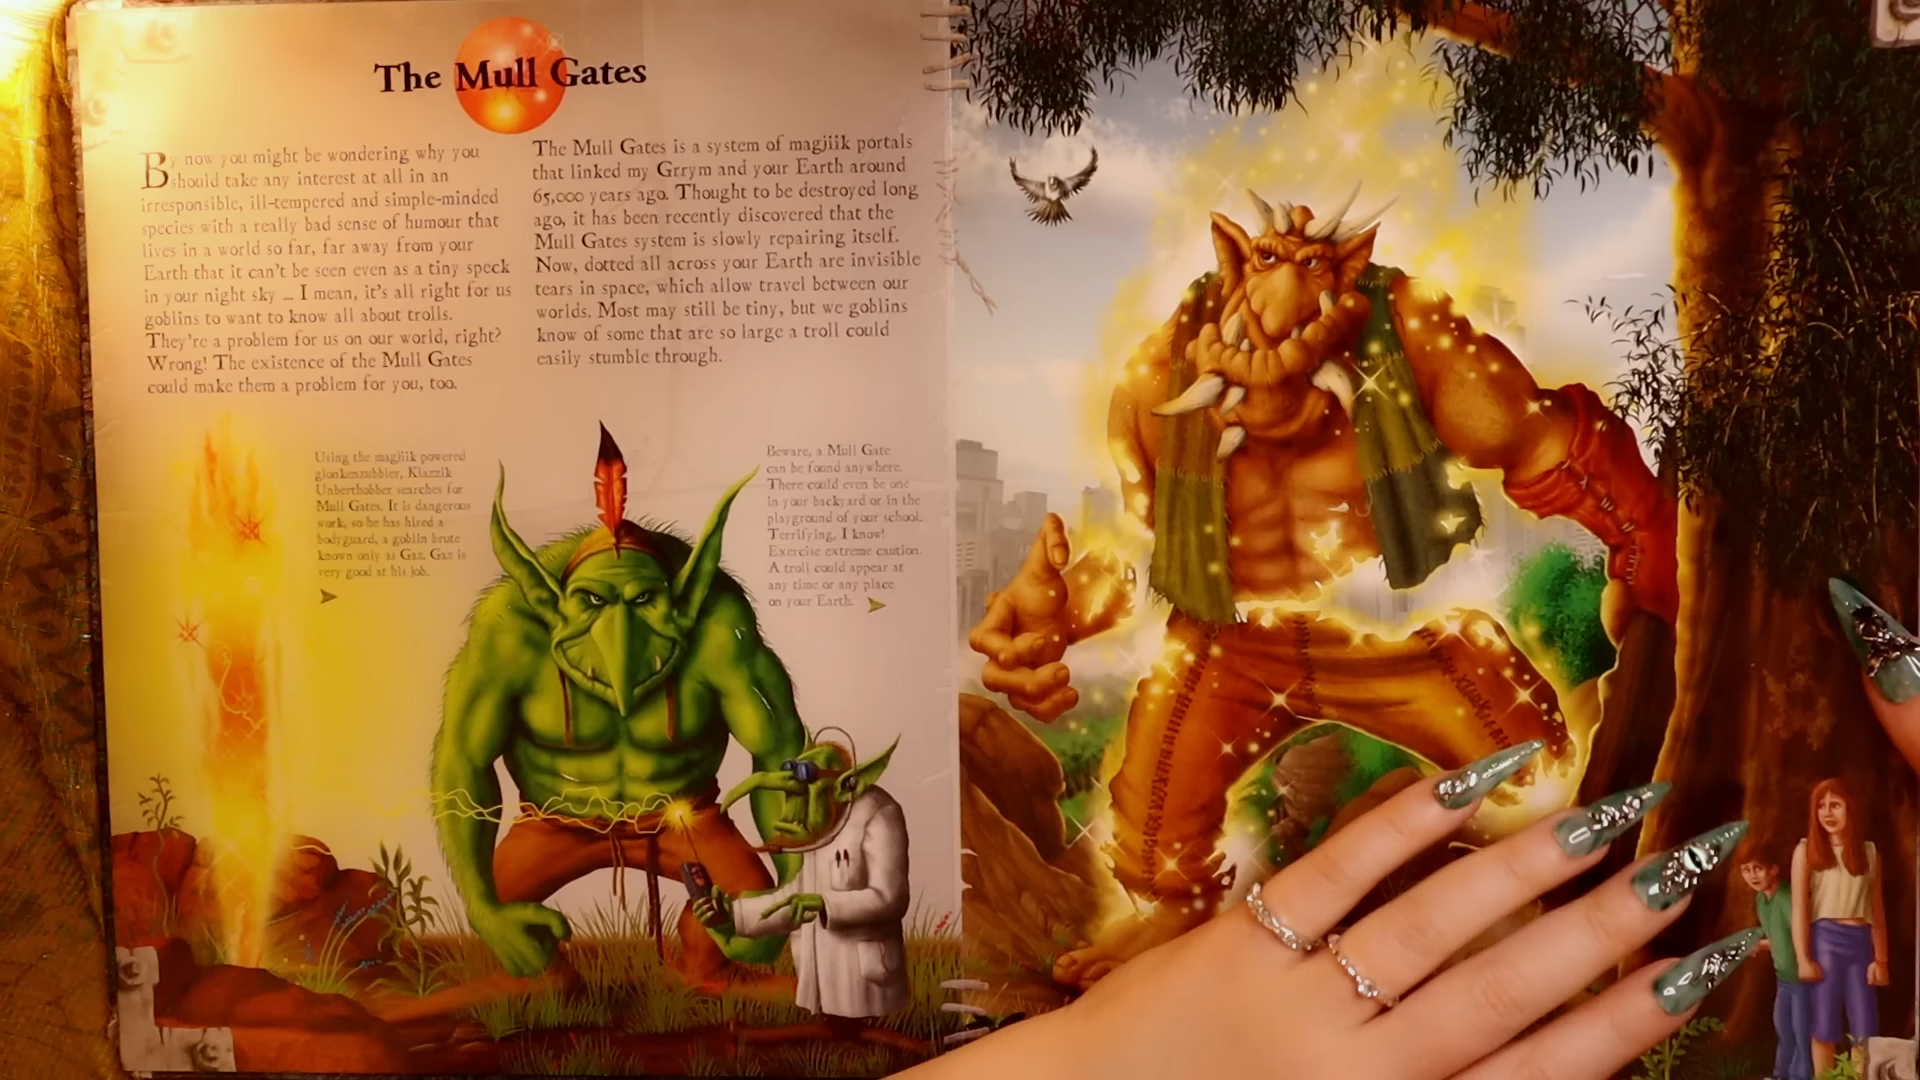 The Mull Gates
By now you might be wondering why you
should take any interest at all in an
irresponsible, ill-tempered and simple-minded
species with a really bad sense of humour that
lives in a world so far, far away from your
Earth that it can't be seen even as a tiny speck
in your night sky ... I mean, it's all right for us
goblins to want to know all about trolls.
They're a problem for us on our world, right?
Wrong! The existence of the Mull Gates
could make them a problem for you, too.
The Mull Gates is a system of magjiik portals
that linked my Grrym and your Earth around
65,000 years ago. Thought to be destroyed long
ago, it has been recently discovered that the
Mull Gates system is slowly repairing itself.
Now, dotted all across your Earth are invisible
tears in space, which allow travel between our
worlds. Most may still be tiny, but we goblins
know of some that are so large a troll could
easily stumble through.
Using the magjiik powered
glonkenzubbler, Klazzik
Unberthobber searches for
Mull Gates. It is dangerous
work, so he has hired a
bodyguard, a goblin brute
known only as Gaz. Gaz is
very good at his job.
Beware, a Mull Gate
can be found anywhere.
There could even be one
in your backyard or in the
playground of your school.
Terrifying, I know!
Exercise extreme caution.
A troll could appear at
any time or any place
on your Earth.